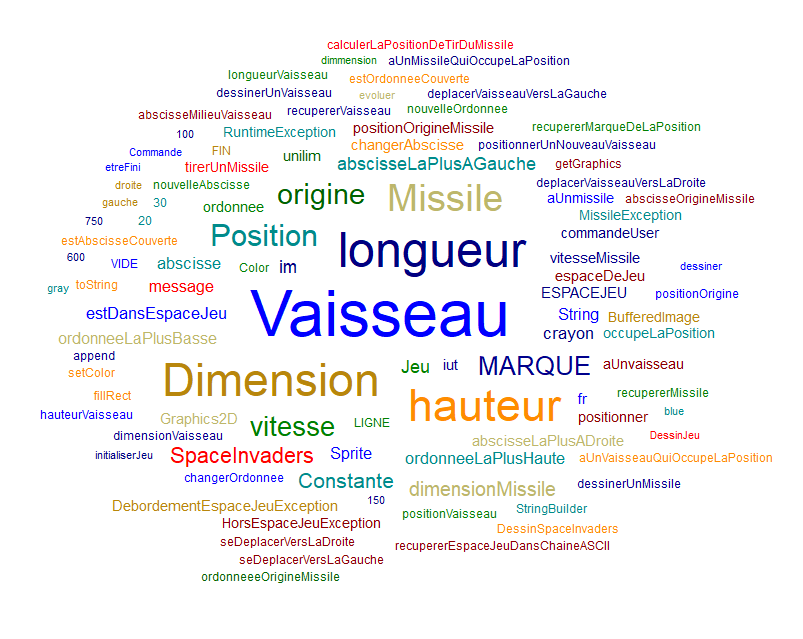 calculerLaPositionDeTirDuMissile
dimmension aUnMissileQuiOccupeLaPosition
longueurVaisseau estOrdonneeCouverte
dessinerUnVaisseau evoluer deplacerVaisseauVersLaGauche
abscisseMilieuVaisseau recupererVaisseau nouvelleOrdonnee
100 RuntimeException positionOrigineMissile recupererMarqueDeLaPosition
Commande FIN unilim changerAbscisse positionnerUnNouveauVaisseau
etreFini tirerUnMissile abscisseLaPlusAGauche getGraphics
droite nouvelleAbscisse origine Missile deplacerVaisseauVersLaDroite
gauche 30 ordonnee aUnmissile abscisseOrigineMissile
750 20 Position MissileException
estAbscisseCouverte longueur commandeUser
600 VIDE abscisse Color im vitesseMissile dessiner
gray toString message espaceDeJeu
ESPACEJEU positionOrigine
estDansEspaceJeu Vaisseau String BufferedImage
ordonneeLaPlusBasse crayon occupeLaPosition
append Jeu iut MARQUE aUnvaisseau
setColor Dimension
fillRect hauteur fr recupererMissile
hauteurVaisseau Graphics2D vitesse LIGNE positionner blue
dimensionVaisseau abscisseLaPlusADroite DessinJeu
initialiserJeu SpaceInvaders Sprite ordonneeLaPlusHaute aUnVaisseauQuiOccupeLaPosition
changerOrdonnee Constante dimensionMissile dessinerUnMissile
DebordementEspaceJeuException 150 positionVaisseau StringBuilder
HorsEspaceJeuException DessinSpaceInvaders
seDeplacerVersLaDroite recupererEspaceJeuDansChaineASCII
seDeplacerVersLaGauche
ordonneeeOrigineMissile